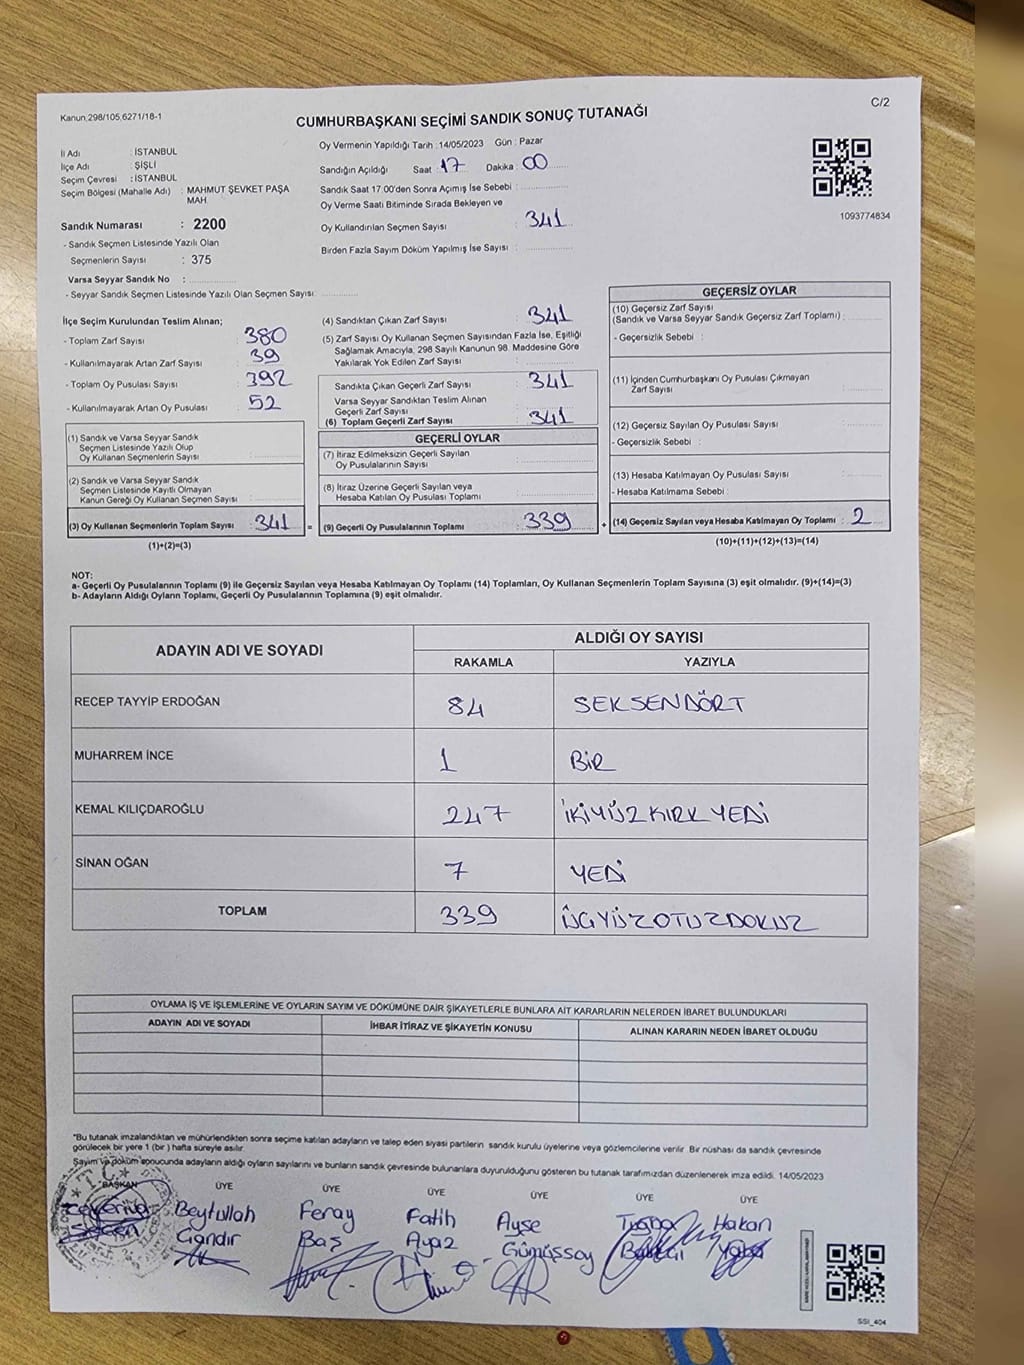 Kanun,298/105,6271/18-1
C/2
CUMHURBAŞKANI SEÇİMİ SANDIK SONUÇ TUTANAĞI
İl Adı : İSTANBUL
İlçe Adı : ŞİŞLİ
Seçim Çevresi : İSTANBUL
Seçim Bölgesi (Mahalle Adı) : MAHMUT ŞEVKET PAŞA
MAH
Sandık Numarası : 2200
- Sandık Seçmen Listesinde Yazılı Olan
Seçmenlerin Sayısı : 375
Varsa Seyyar Sandık No :
- Seyyar Sandık Seçmen Listesinde Yazılı Olan Seçmen Sayısı:
Oy Vermenin Yapıldığı Tarih :14/05/2023 Gün : Pazar
Sandığın Açıldığı Saat : 17 Dakika : 00
Sandık Saat 17.00'den Sonra Açımış İse Sebebi :
Oy Verme Saati Bitiminde Sırada Bekleyen ve
Oy Kullandırılan Seçmen Sayısı : 341
Birden Fazla Sayım Döküm Yapılmış İse Sayısı :
1093774834
İlçe Seçim Kurulundan Teslim Alınan;
- Toplam Zarf Sayısı : 380
- Kullanılmayarak Artan Zarf Sayısı : 39
- Toplam Oy Pusulası Sayısı : 392
- Kullanılmayarak Artan Oy Pusulası : 52
(1) Sandık ve Varsa Seyyar Sandık
Seçmen Listesinde Yazılı Olup
Oy Kullanan Seçmenlerin Sayısı :
(2) Sandık ve Varsa Seyyar Sandık
Seçmen Listesinde Kayıtlı Olmayan
Kanun Gereği Oy Kullanan Seçmen Sayısı :
(3) Oy Kullanan Seçmenlerin Toplam Sayısı : 341 =
(1)+(2)=(3)
(4) Sandıktan Çıkan Zarf Sayısı : 341
(5) Zarf Sayısı Oy Kullanan Seçmen Sayısından Fazla İse, Eşitliği
Sağlamak Amacıyla, 298 Sayılı Kanunun 98. Maddesine Göre
Yakılarak Yok Edilen Zarf Sayısı :
Sandıkta Çıkan Geçerli Zarf Sayısı : 341
Varsa Seyyar Sandıktan Teslim Alınan
Geçerli Zarf Sayısı :
(6) Toplam Geçerli Zarf Sayısı : 341
GEÇERLİ OYLAR
(7) İtiraz Edilmeksizin Geçerli Sayılan
Oy Pusulalarının Sayısı :
(8) İtiraz Üzerine Geçerli Sayılan veya
Hesaba Katılan Oy Pusulası Toplamı :
(9) Geçerli Oy Pusulalarının Toplamı : 339 +
GEÇERSİZ OYLAR
(10) Geçersiz Zarf Sayısı
(Sandık ve Varsa Seyyar Sandık Geçersiz Zarf Toplamı) :
- Geçersizlik Sebebi :
(11) İçinden Cumhurbaşkanı Oy Pusulası Çıkmayan
Zarf Sayısı :
(12) Geçersiz Sayılan Oy Pusulası Sayısı :
- Geçersizlik Sebebi :
(13) Hesaba Katılmayan Oy Pusulası Sayısı :
- Hesaba Katılmama Sebebi :
(14) Geçersiz Sayılan veya Hesaba Katılmayan Oy Toplamı : 2
(10)+(11)+(12)+(13)=(14)
NOT:
a- Geçerli Oy Pusulalarının Toplamı (9) ile Geçersiz Sayılan veya Hesaba Katılmayan Oy Toplamı (14) Toplamları, Oy Kullanan Seçmenlerin Toplam Sayısına (3) eşit olmalıdır. (9)+(14)=(3)
b- Adayların Aldığı Oyların Toplamı, Geçerli Oy Pusulalarının Toplamına (9) eşit olmalıdır.
ADAYIN ADI VE SOYADI
ALDIĞI OY SAYISI
RAKAMLA YAZIYLA
RECEP TAYYİP ERDOĞAN 84 SEKSENDÖRT
MUHARREM İNCE 1 BİR
KEMAL KILIÇDAROĞLU 247 İKİYÜZKIRKYEDİ
SİNAN OĞAN 7 YEDİ
TOPLAM 339 ÜÇYÜZOTUZDOKUZ
OYLAMA İŞ VE İŞLEMLERİNE VE OYLARIN SAYIM VE DÖKÜMÜNE DAİR ŞİKAYETLERLE BUNLARA AİT KARARLARIN NELERDEN İBARET BULUNDUKLARI
ADAYIN ADI VE SOYADI İHBAR İTİRAZ VE ŞİKAYETİN KONUSU ALINAN KARARIN NEDEN İBARET OLDUĞU
"Bu tutanak imzalandıktan ve mühürlendikten sonra seçime katılan adayların ve talep eden siyasi partilerin sandık kurulu üyelerine veya gözlemcilerine verilir. Bir nüshası da sandık çevresinde
görülecek bir yere 1 (bir ) hafta süreyle asılır.
Sayım ve döküm sonucunda adayların aldığı oyların sayılarını ve bunların sandık çevresinde bulunanlara duyurulduğunu gösteren bu tutanak tarafımızdan düzenlenerek imza edildi. 14/05/2023
BAŞKAN ÜYE ÜYE ÜYE ÜYE ÜYE ÜYE
Beytullah Feray Fatih Ayşe Tuğba Hakan
Candır Baş Ayaz Gümüşsoy
SSI_404